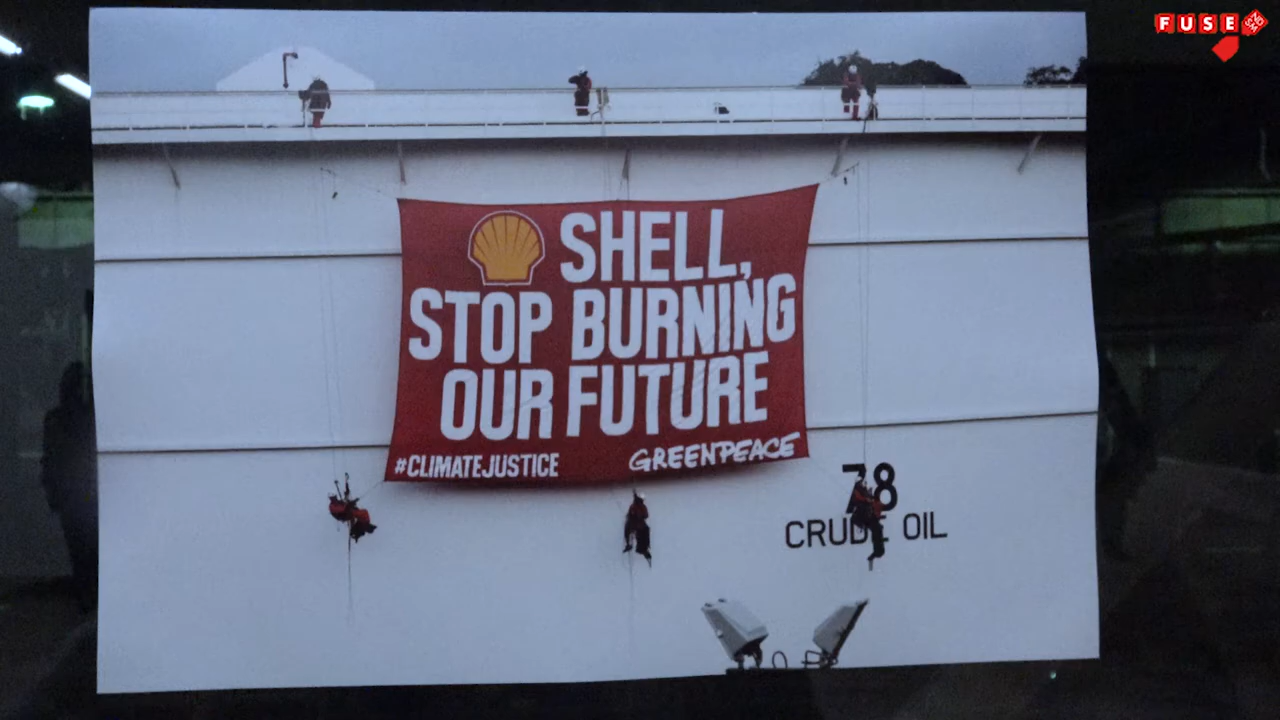 FUSE
SHELL,
STOP BURNING
OUR FUTURE
#CLIMATEJUSTICE
GREENPEACE
78
CRUDE OIL